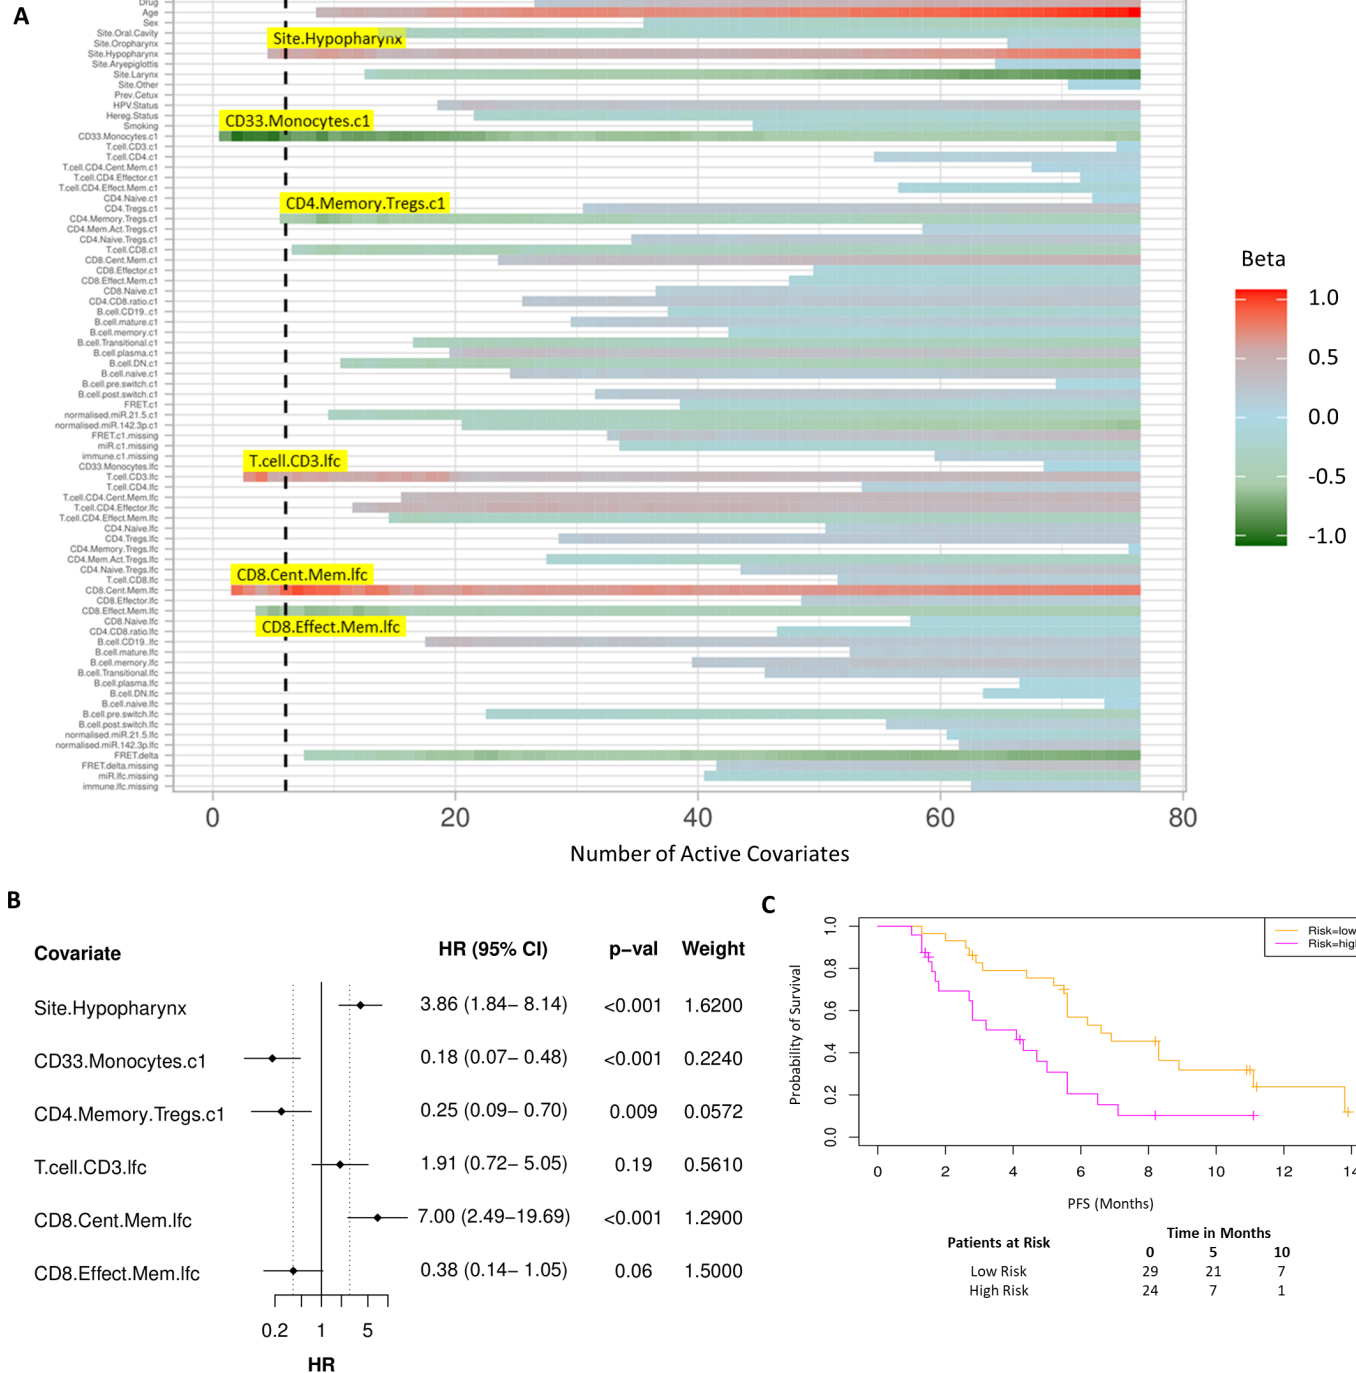 A
Drug
Age
Sex
Site.Oral.Cavity
Site.Oropharynx
Site.Hypopharynx
Site.Aryepiglottis
Site.Larynx
Site.Other
Prev.Cetux
HPV.Status
Hereg.Status
Smoking
CD33.Monocytes.c1
T.cell.CD3.c1
T.cell.CD4.c1
T.cell.CD4.Cent.Mem.c1
T.cell.CD4.Effector.c1
T.cell.CD4.Effect.Mem.c1
CD4.Naive.c1
CD4.Tregs.c1
CD4.Memory.Tregs.c1
CD4.Mem.Act.Tregs.c1
CD4.Naive.Tregs.c1
T.cell.CD8.c1
CD8.Cent.Mem.c1
CD8.Effector.c1
CD8.Effect.Mem.c1
CD8.Naive.c1
CD4.CD8.ratio.c1
B.cell.CD19..c1
B.cell.mature.c1
B.cell.memory.c1
B.cell.Transitional.c1
B.cell.plasma.c1
B.cell.DN.c1
B.cell.naive.c1
B.cell.pre.switch.c1
B.cell.post.switch.c1
FRET.c1
normalised.miR.21.5.c1
normalised.miR.142.3p.c1
FRET.c1.missing
miR.c1.missing
immune.c1.missing
CD33.Monocytes.lfc
T.cell.CD3.lfc
T.cell.CD4.lfc
T.cell.CD4.Cent.Mem.lfc
T.cell.CD4.Effector.lfc
T.cell.CD4.Effect.Mem.lfc
CD4.Naive.lfc
CD4.Tregs.lfc
CD4.Memory.Tregs.lfc
CD4.Mem.Act.Tregs.lfc
CD4.Naive.Tregs.lfc
T.cell.CD8.lfc
CD8.Cent.Mem.lfc
CD8.Effector.lfc
CD8.Effect.Mem.lfc
CD8.Naive.lfc
CD4.CD8.ratio.lfc
B.cell.CD19..lfc
B.cell.mature.lfc
B.cell.memory.lfc
B.cell.Transitional.lfc
B.cell.plasma.lfc
B.cell.DN.lfc
B.cell.naive.lfc
B.cell.pre.switch.lfc
B.cell.post.switch.lfc
normalised.miR.21.5.lfc
normalised.miR.142.3p.lfc
FRET.delta
FRET.delta.missing
miR.lfc.missing
immune.lfc.missing
Site.Hypopharynx
CD33.Monocytes.c1
CD4.Memory.Tregs.c1
T.cell.CD3.lfc
CD8.Cent.Mem.lfc
CD8.Effect.Mem.lfc
0 20 40 60 80
Number of Active Covariates
Beta
1.0
0.5
0.0
-0.5
-1.0
B
Covariate HR (95% CI) p−val Weight
Site.Hypopharynx 3.86 (1.84− 8.14) <0.001 1.6200
CD33.Monocytes.c1 0.18 (0.07− 0.48) <0.001 0.2240
CD4.Memory.Tregs.c1 0.25 (0.09− 0.70) 0.009 0.0572
T.cell.CD3.lfc 1.91 (0.72− 5.05) 0.19 0.5610
CD8.Cent.Mem.lfc 7.00 (2.49−19.69) <0.001 1.2900
CD8.Effect.Mem.lfc 0.38 (0.14− 1.05) 0.06 1.5000
0.2 1 5
HR
C
Risk=low
Risk=higl
Probability of Survival
1.0
0.8
0.6
0.4
0.2
0.0
0 2 4 6 8 10 12 14
PFS (Months)
Patients at Risk
Time in Months
0 5 10
Low Risk 29 21 7
High Risk 24 7 1